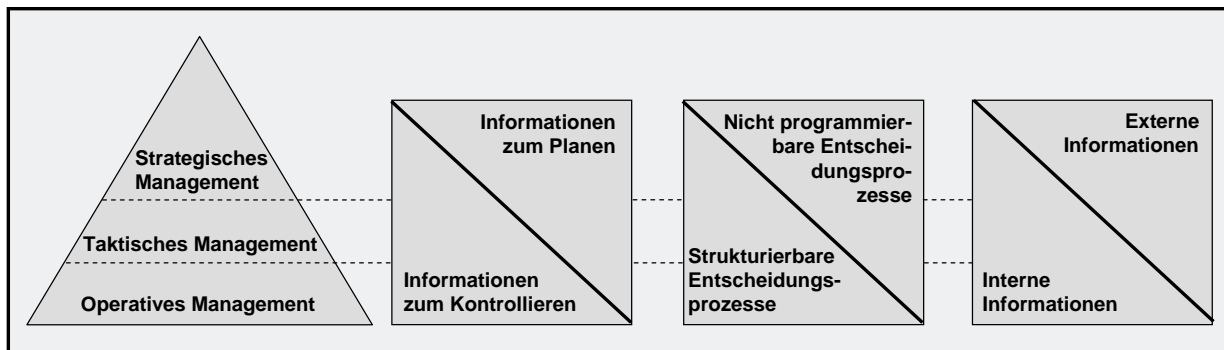 Strategisches
Management
Taktisches Management
Operatives Management
Informationen
zum Planen
Informationen
zum Kontrollieren
Nicht programmier-
bare Entschei-
dungspro-
zesse
Strukturierbare
Entscheidungs-
prozesse
Externe
Informationen
Interne
Informationen